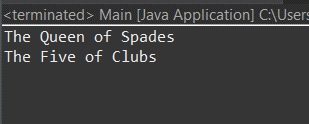 <terminated> Main [Java Application] C:\Users
The Queen of Spades
The Five of Clubs